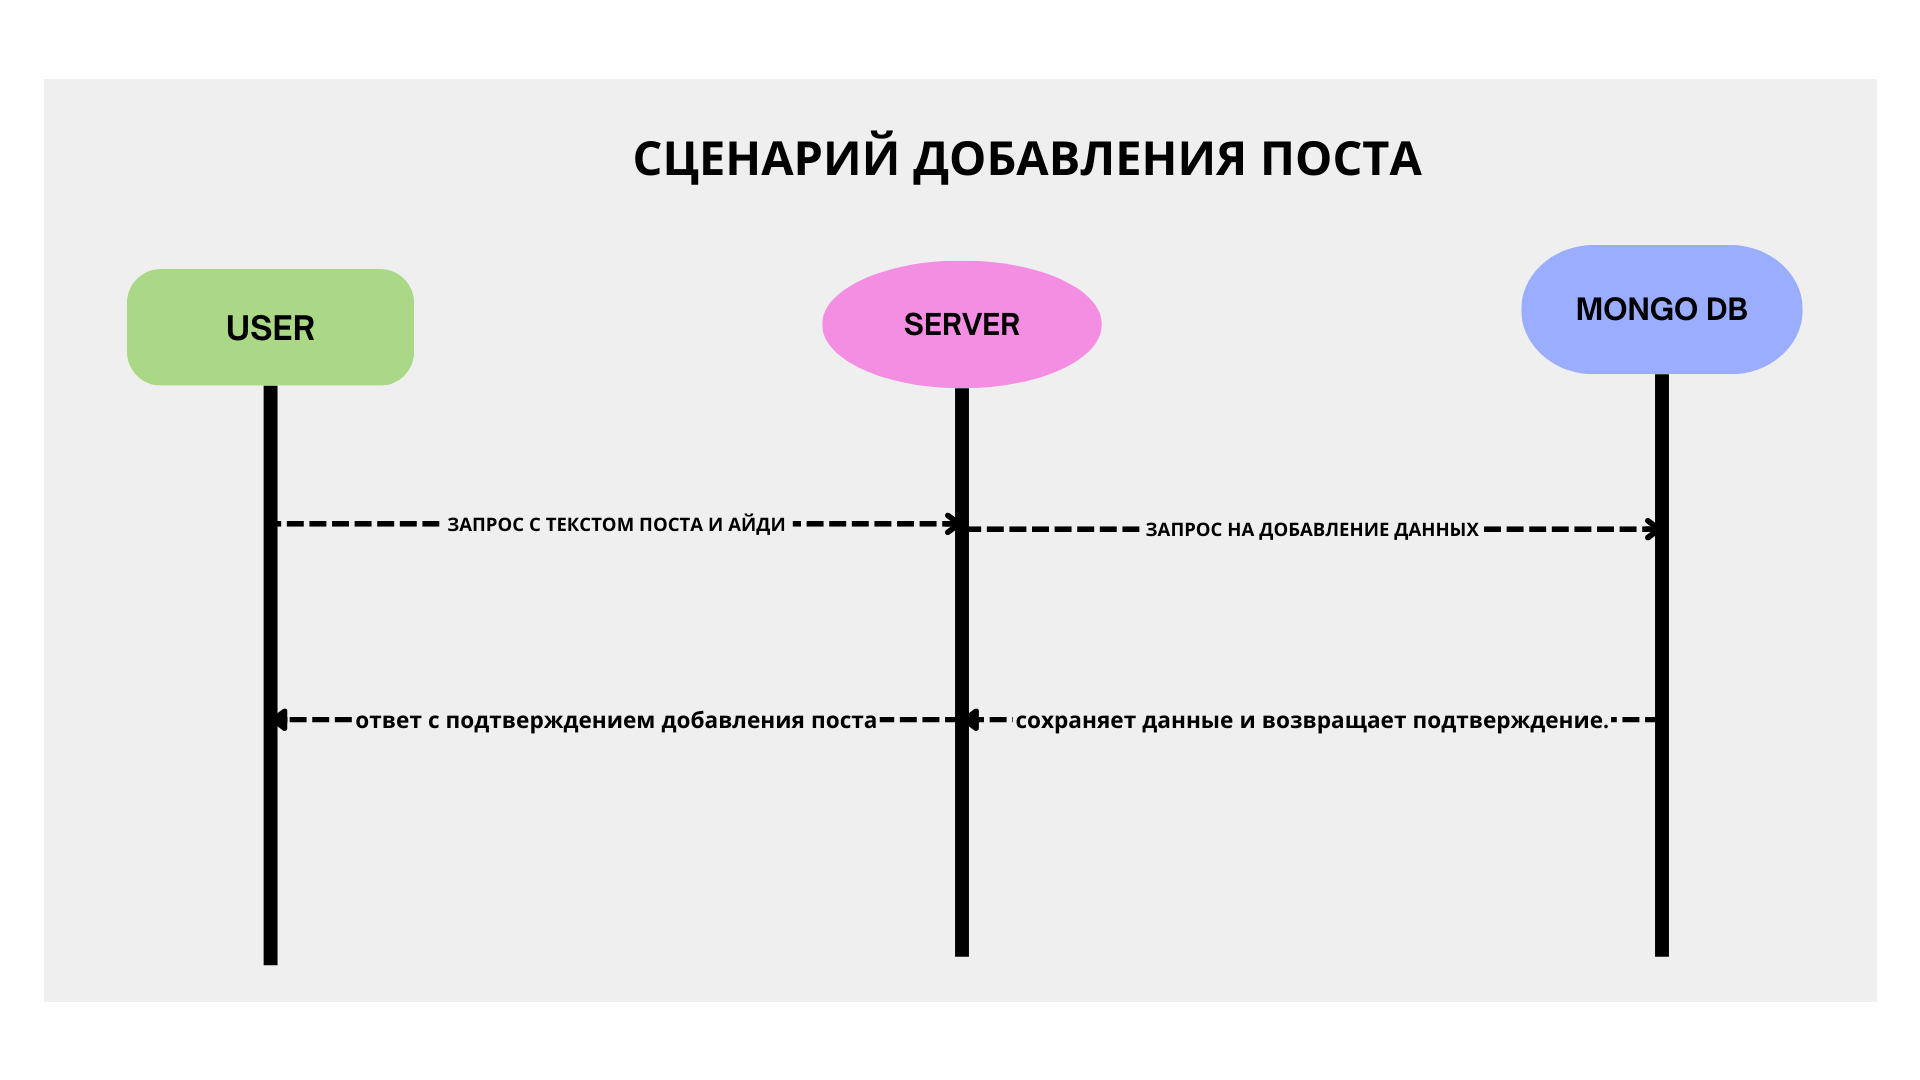 СЦЕНАРИЙ ДОБАВЛЕНИЯ ПОСТА
USER
SERVER
MONGO DB
ЗАПРОС С ТЕКСТОМ ПОСТА И АЙДИ
ЗАПРОС НА ДОБАВЛЕНИЕ ДАННЫХ
ответ с подтверждением добавления поста
сохраняет данные и возвращает подтверждение.